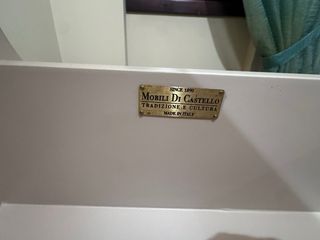 SINCE 1890
MOBILI DI CASTELLO
TRADIZIONE E CULTURA
MADE IN ITALY